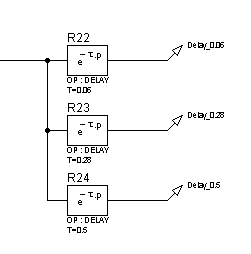 R22
e - τ.p
OP : DELAY
T=0.06
Delay_0.06
R23
e - τ.p
OP : DELAY
T=0.28
Delay_0.28
R24
e - τ.p
OP : DELAY
T=0.5
Delay_0.5